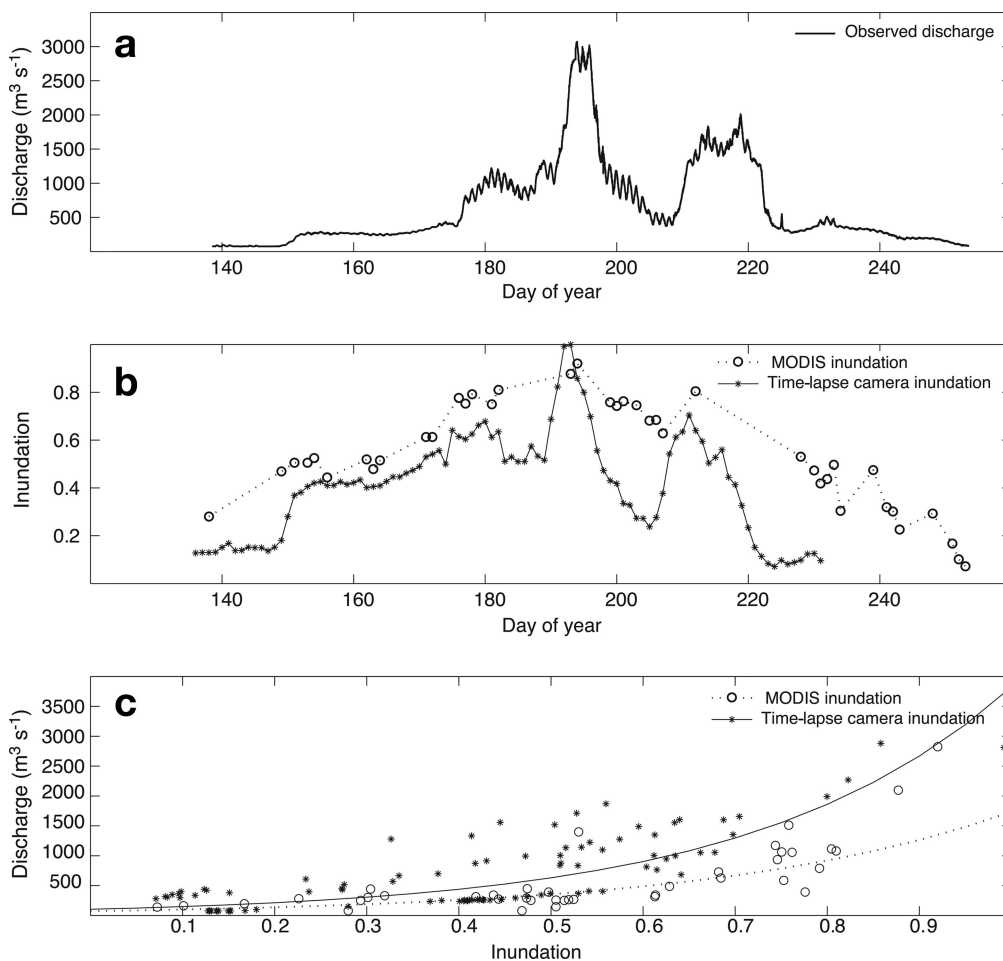 a
Observed discharge
3000
2500
2000
1500
1000
500
Discharge (m³ s⁻¹)
140 160 180 200 220 240
Day of year
b
MODIS inundation
Time-lapse camera inundation
0.8
0.6
0.4
0.2
Inundation
140 160 180 200 220 240
Day of year
c
MODIS inundation
Time-lapse camera inundation
3500
3000
2500
2000
1500
1000
500
Discharge (m³ s⁻¹)
0.1 0.2 0.3 0.4 0.5 0.6 0.7 0.8 0.9
Inundation